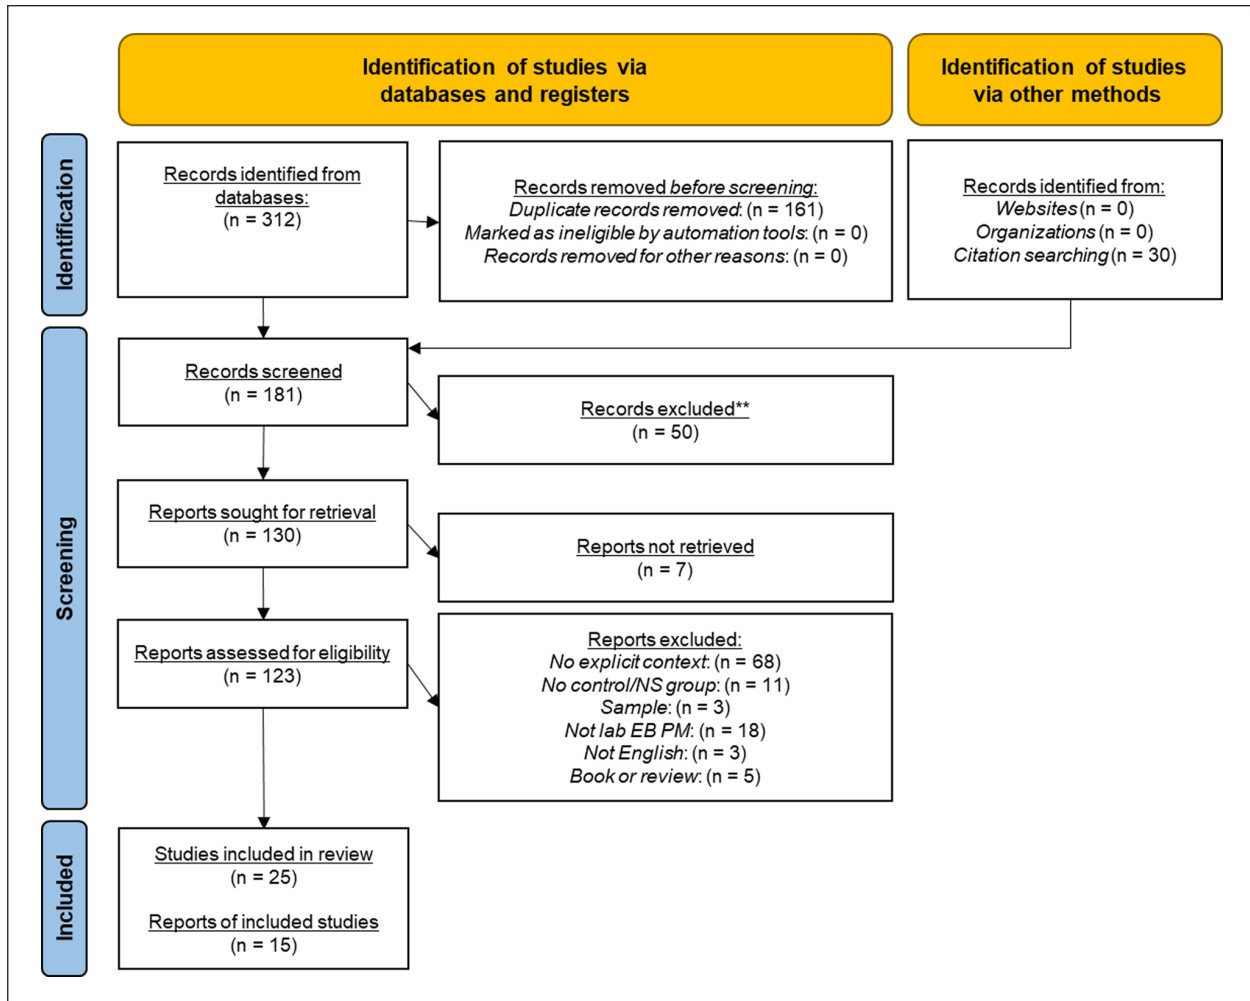 Identification of studies via
databases and registers
Identification of studies
via other methods
Identification
Records identified from
databases:
(n = 312)
Records removed before screening:
Duplicate records removed: (n = 161)
Marked as ineligible by automation tools: (n = 0)
Records removed for other reasons: (n = 0)
Records identified from:
Websites (n = 0)
Organizations (n = 0)
Citation searching (n = 30)
Screening
Records screened
(n = 181)
Records excluded**
(n = 50)
Reports sought for retrieval
(n = 130)
Reports not retrieved
(n = 7)
Reports assessed for eligibility
(n = 123)
Reports excluded:
No explicit context: (n = 68)
No control/NS group: (n = 11)
Sample: (n = 3)
Not lab EB PM: (n = 18)
Not English: (n = 3)
Book or review: (n = 5)
Included
Studies included in review
(n = 25)
Reports of included studies
(n = 15)